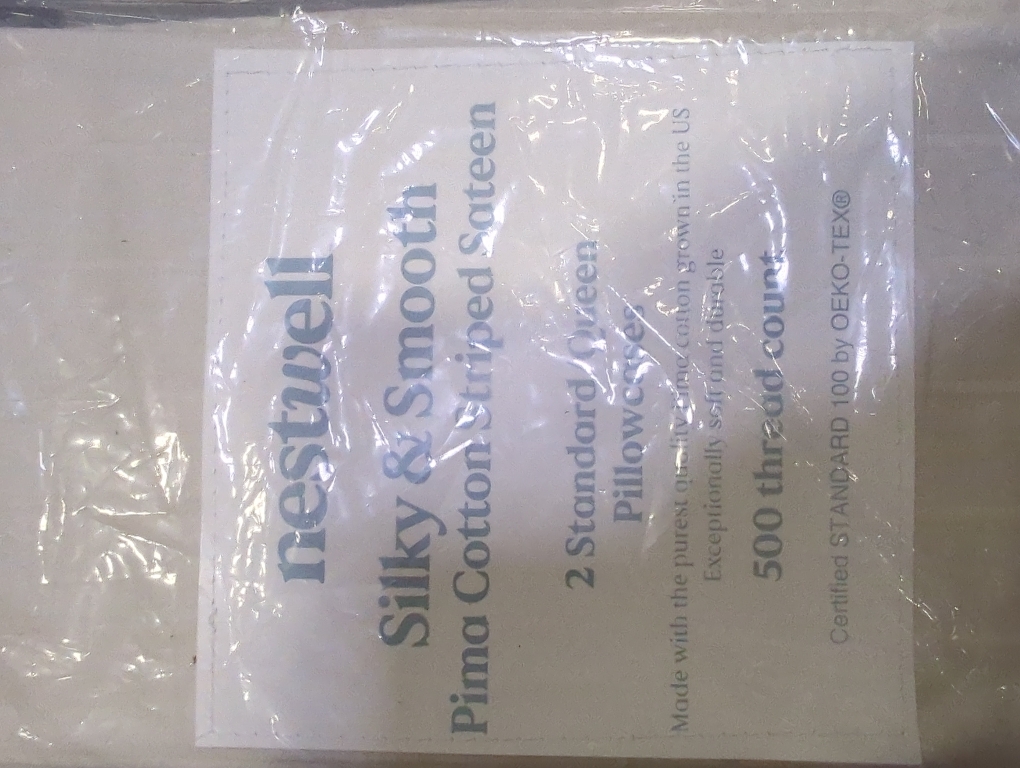 nestwell
Silky & Smooth
Pima Cotton Striped Sateen
2 Standard Queen
Pillowcases
Made with the purest quality Pima cotton grown in the US
Exceptionally soft and durable
500 thread count
Certified STANDARD 100 by OEKO-TEX®